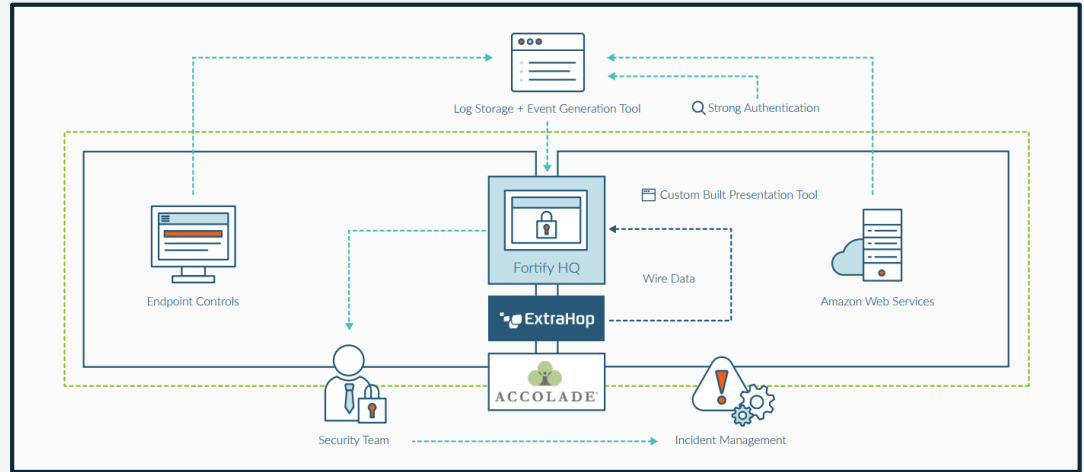 Log Storage + Event Generation Tool
Strong Authentication
Custom Built Presentation Tool
Fortify HQ
Wire Data
Endpoint Controls
Amazon Web Services
ExtraHop
ACCOLADE®
Security Team
Incident Management